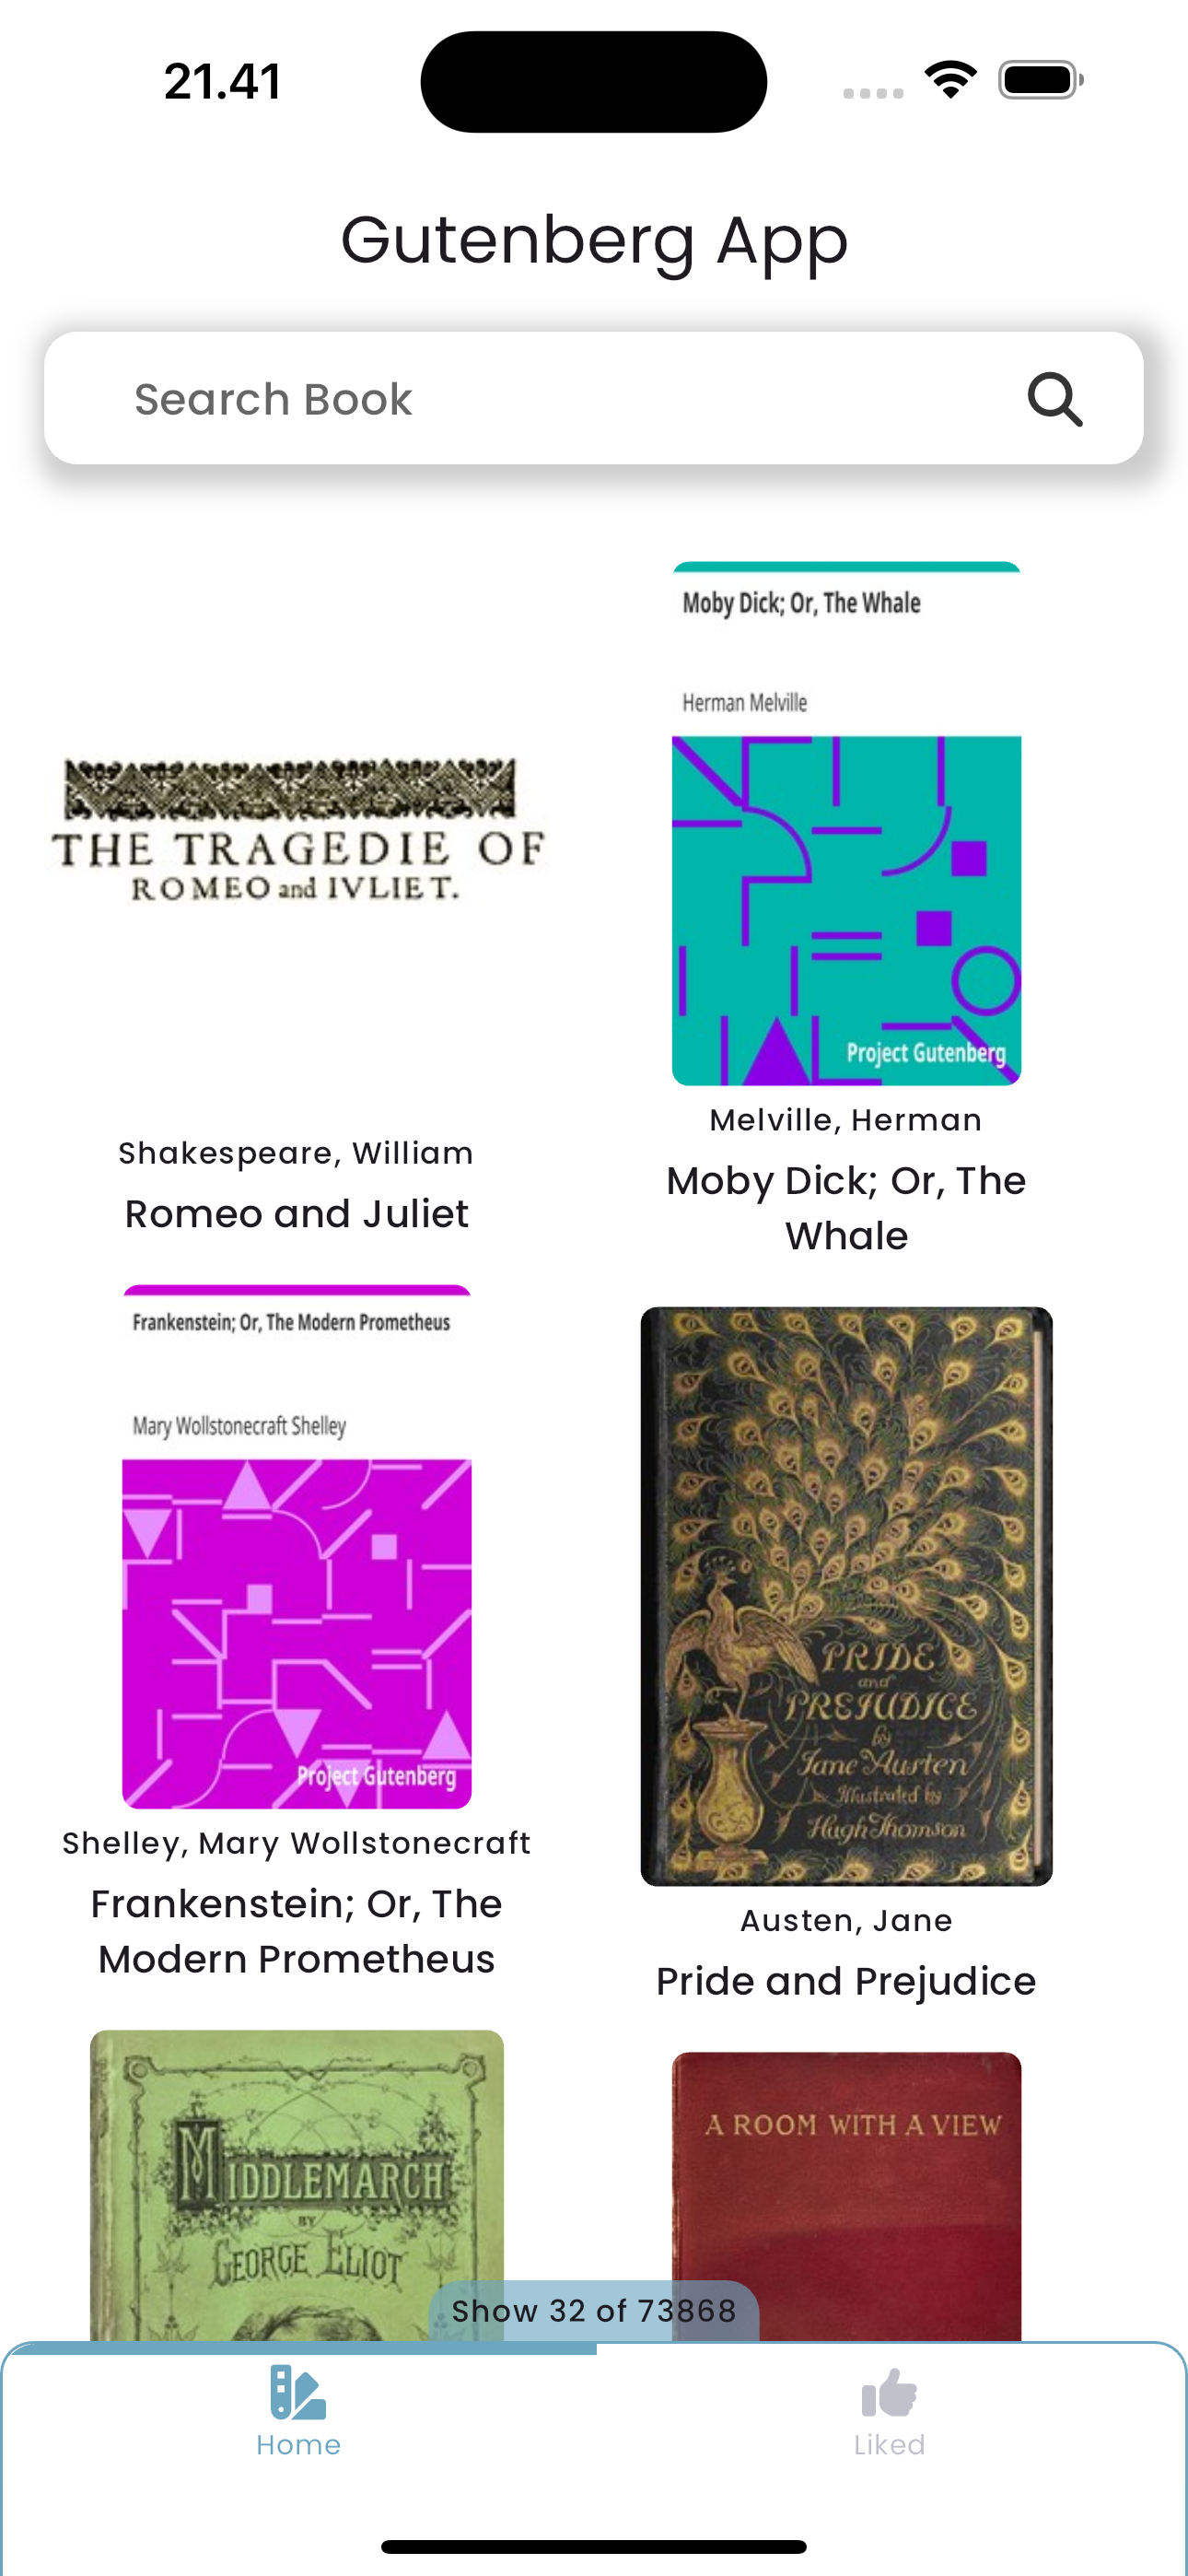 21.41
Gutenberg App
Search Book
THE TRAGEDIE OF
ROMEO and IVLIET.
Shakespeare, William
Romeo and Juliet
Moby Dick; Or, The Whale
Herman Melville
Project Gutenberg
Melville, Herman
Moby Dick; Or, The
Whale
Frankenstein; Or, The Modern Prometheus
Mary Wollstonecraft Shelley
Project Gutenberg
Shelley, Mary Wollstonecraft
Frankenstein; Or, The
Modern Prometheus
PRIDE
and
PREJUDICE
by
Jane Austen
Illustrated by
Hugh Thomson
Austen, Jane
Pride and Prejudice
MIDDLEMARCH
BY
GEORGE ELIOT
A ROOM WITH A VIEW
Show 32 of 73868
Home
Liked